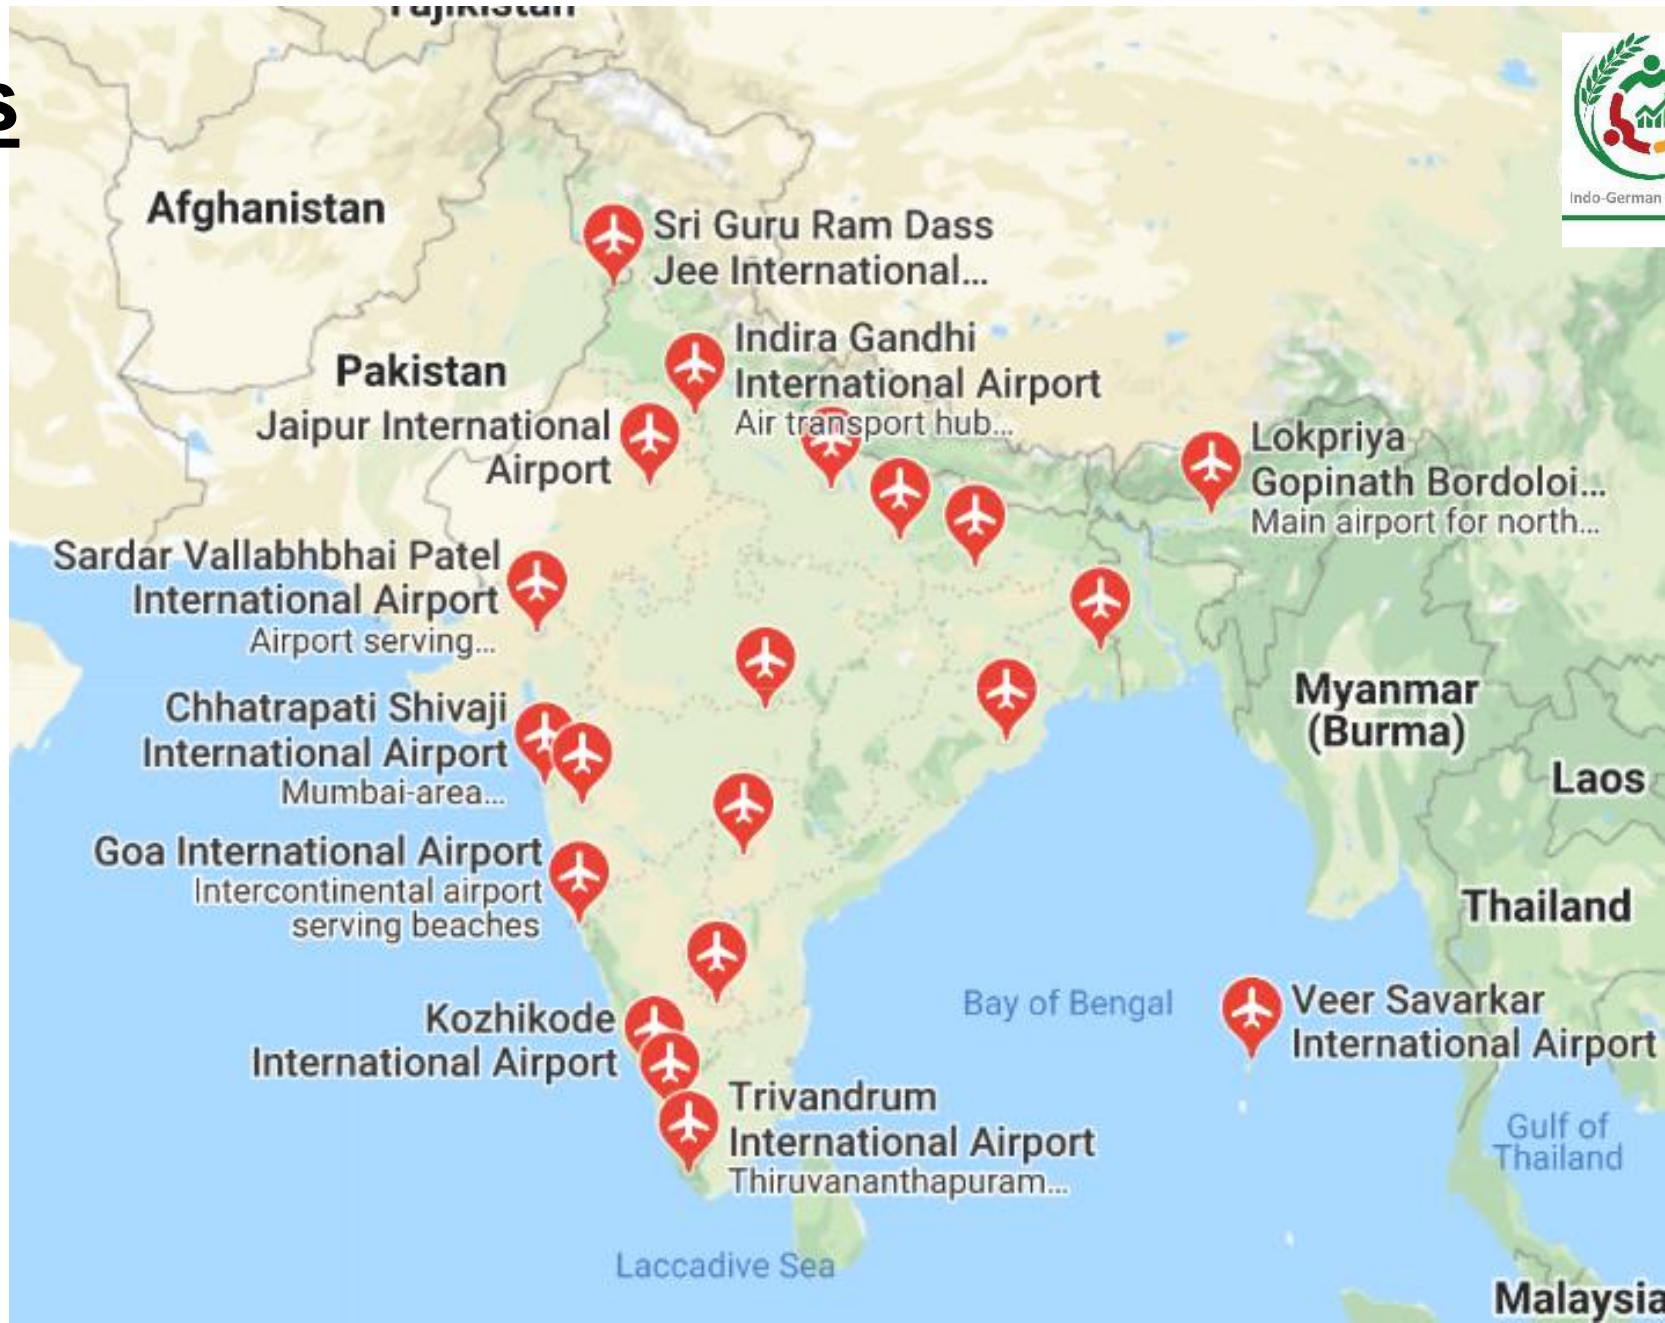 Tajikistan
s
Indo-German
Afghanistan
Sri Guru Ram Dass
Jee International...
Indira Gandhi
International Airport
Air transport hub...
Pakistan
Jaipur International
Airport
Lokpriya
Gopinath Bordoloi...
Main airport for north...
Sardar Vallabhbhai Patel
International Airport
Airport serving...
Chhatrapati Shivaji
International Airport
Mumbai-area...
Myanmar
(Burma)
Laos
Goa International Airport
Intercontinental airport
serving beaches
Thailand
Bay of Bengal
Veer Savarkar
International Airport
Kozhikode
International Airport
Trivandrum
International Airport
Thiruvananthapuram...
Gulf of
Thailand
Laccadive Sea
Malaysia